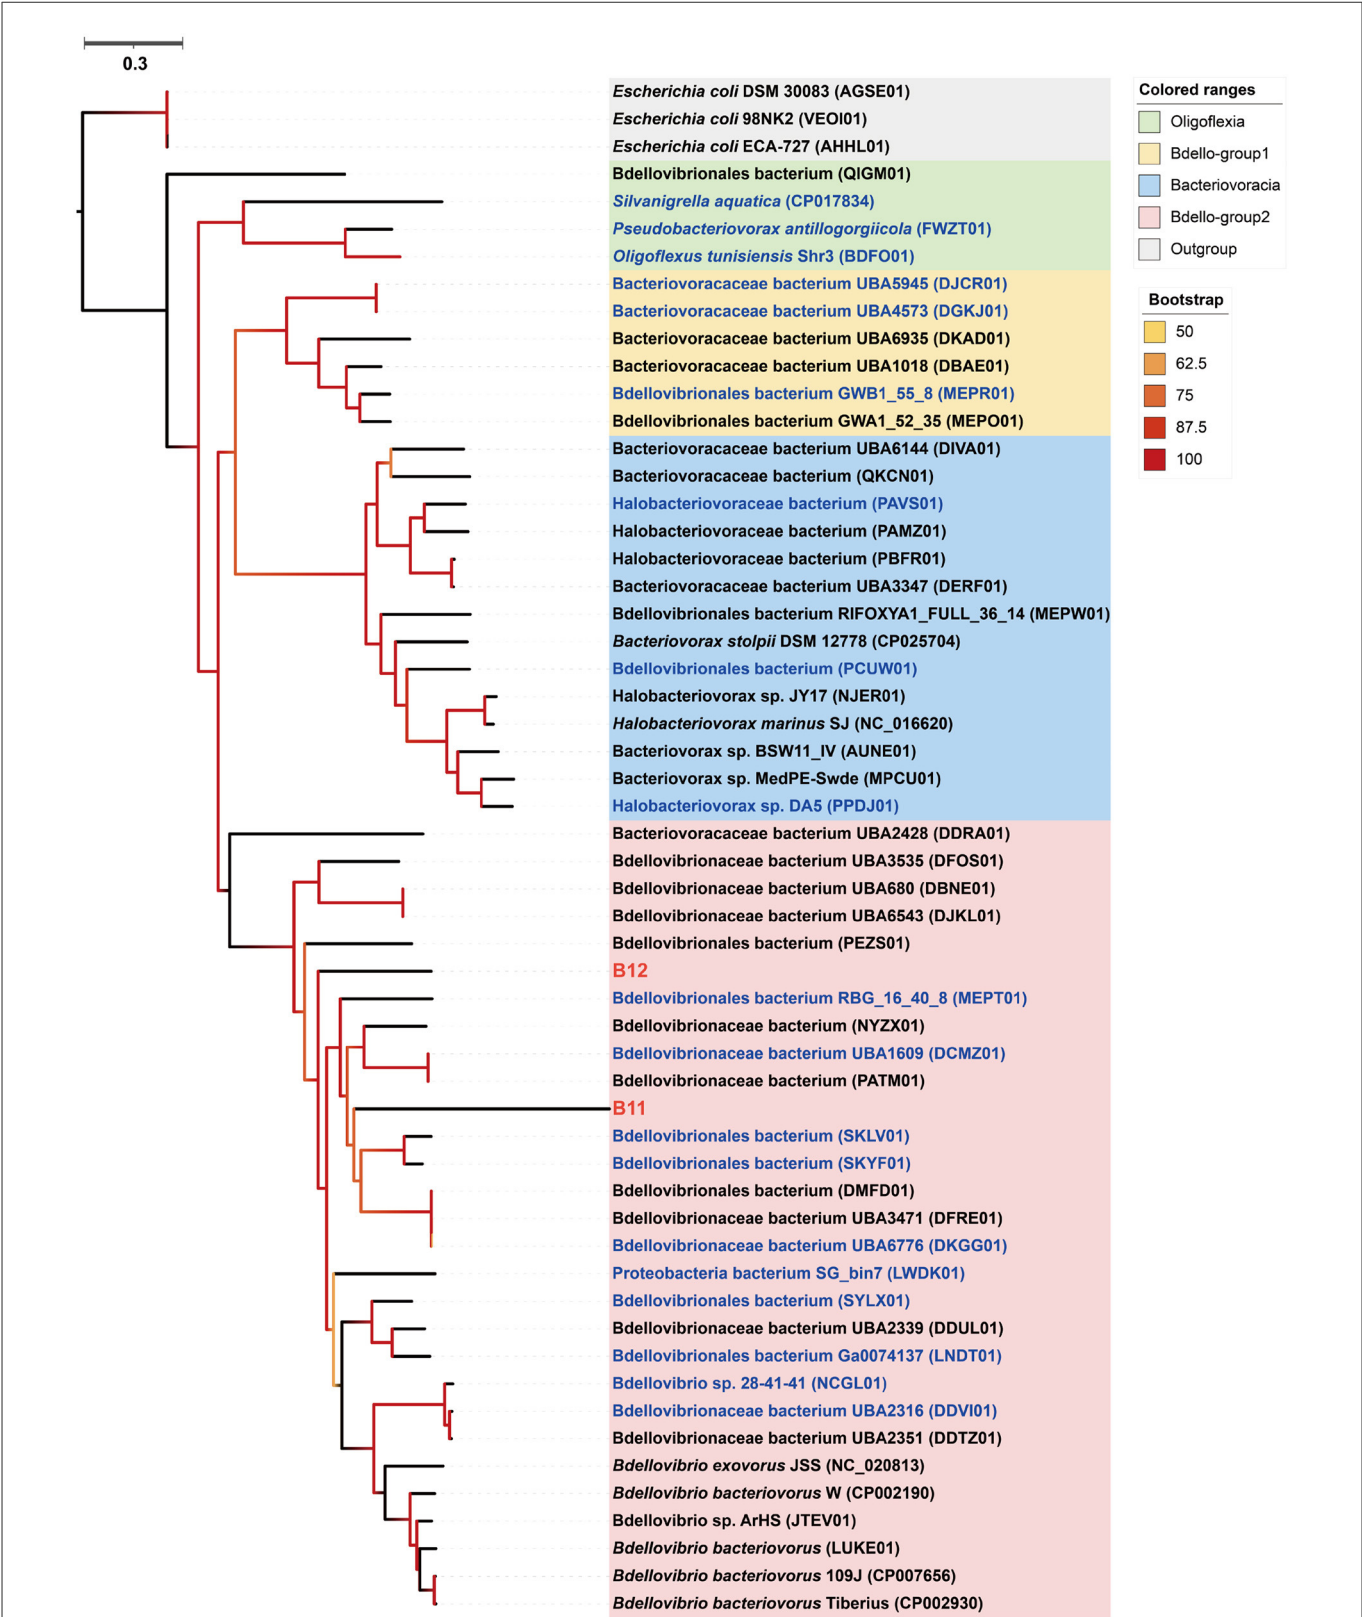 0.3
Escherichia coli DSM 30083 (AGSE01)
Escherichia coli 98NK2 (VEOI01)
Escherichia coli ECA-727 (AHHL01)
Bdellovibrionales bacterium (QIGM01)
Silvanigrella aquatica (CP017834)
Pseudobacteriovorax antillogorgiicola (FWZT01)
Oligoflexus tunisiensis Shr3 (BDFO01)
Bacteriovoracaceae bacterium UBA5945 (DJCR01)
Bacteriovoracaceae bacterium UBA4573 (DGKJ01)
Bacteriovoracaceae bacterium UBA6935 (DKAD01)
Bacteriovoracaceae bacterium UBA1018 (DBAE01)
Bdellovibrionales bacterium GWB1_55_8 (MEPR01)
Bdellovibrionales bacterium GWA1_52_35 (MEPO01)
Bacteriovoracaceae bacterium UBA6144 (DIVA01)
Bacteriovoracaceae bacterium (QKCN01)
Halobacteriovoraceae bacterium (PAVS01)
Halobacteriovoraceae bacterium (PAMZ01)
Halobacteriovoraceae bacterium (PBFR01)
Bacteriovoracaceae bacterium UBA3347 (DERF01)
Bdellovibrionales bacterium RIFOXYA1_FULL_36_14 (MEPW01)
Bacteriovorax stolpii DSM 12778 (CP025704)
Bdellovibrionales bacterium (PCUW01)
Halobacteriovorax sp. JY17 (NJER01)
Halobacteriovorax marinus SJ (NC_016620)
Bacteriovorax sp. BSW11_IV (AUNE01)
Bacteriovorax sp. MedPE-Swde (MPCU01)
Halobacteriovorax sp. DA5 (PPDJ01)
Bacteriovoracaceae bacterium UBA2428 (DDRA01)
Bdellovibrionaceae bacterium UBA3535 (DFOS01)
Bdellovibrionaceae bacterium UBA680 (DBNE01)
Bdellovibrionaceae bacterium UBA6543 (DJKL01)
Bdellovibrionales bacterium (PEZS01)
B12
Bdellovibrionales bacterium RBG_16_40_8 (MEPT01)
Bdellovibrionaceae bacterium (NYZX01)
Bdellovibrionaceae bacterium UBA1609 (DCMZ01)
Bdellovibrionaceae bacterium (PATM01)
B11
Bdellovibrionales bacterium (SKLV01)
Bdellovibrionales bacterium (SKYF01)
Bdellovibrionales bacterium (DMFD01)
Bdellovibrionaceae bacterium UBA3471 (DFRE01)
Bdellovibrionaceae bacterium UBA6776 (DKGG01)
Proteobacteria bacterium SG_bin7 (LWDK01)
Bdellovibrionales bacterium (SYLX01)
Bdellovibrionaceae bacterium UBA2339 (DDUL01)
Bdellovibrionales bacterium Ga0074137 (LNDT01)
Bdellovibrio sp. 28-41-41 (NCGL01)
Bdellovibrionaceae bacterium UBA2316 (DDVI01)
Bdellovibrionaceae bacterium UBA2351 (DDTZ01)
Bdellovibrio exovorus JSS (NC_020813)
Bdellovibrio bacteriovorus W (CP002190)
Bdellovibrio sp. ArHS (JTEV01)
Bdellovibrio bacteriovorus (LUKE01)
Bdellovibrio bacteriovorus 109J (CP007656)
Bdellovibrio bacteriovorus Tiberius (CP002930)
Colored ranges
Oligoflexia
Bdello-group1
Bacteriovoracia
Bdello-group2
Outgroup
Bootstrap
50
62.5
75
87.5
100